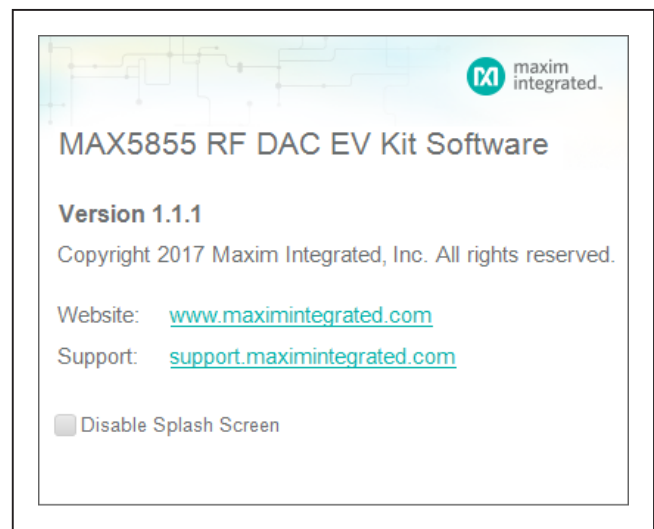 maxim
integrated™
MAX5855 RF DAC EV Kit Software
Version 1.1.1
Copyright 2017 Maxim Integrated, Inc. All rights reserved.
Website: www.maximintegrated.com
Support: support.maximintegrated.com
Disable Splash Screen